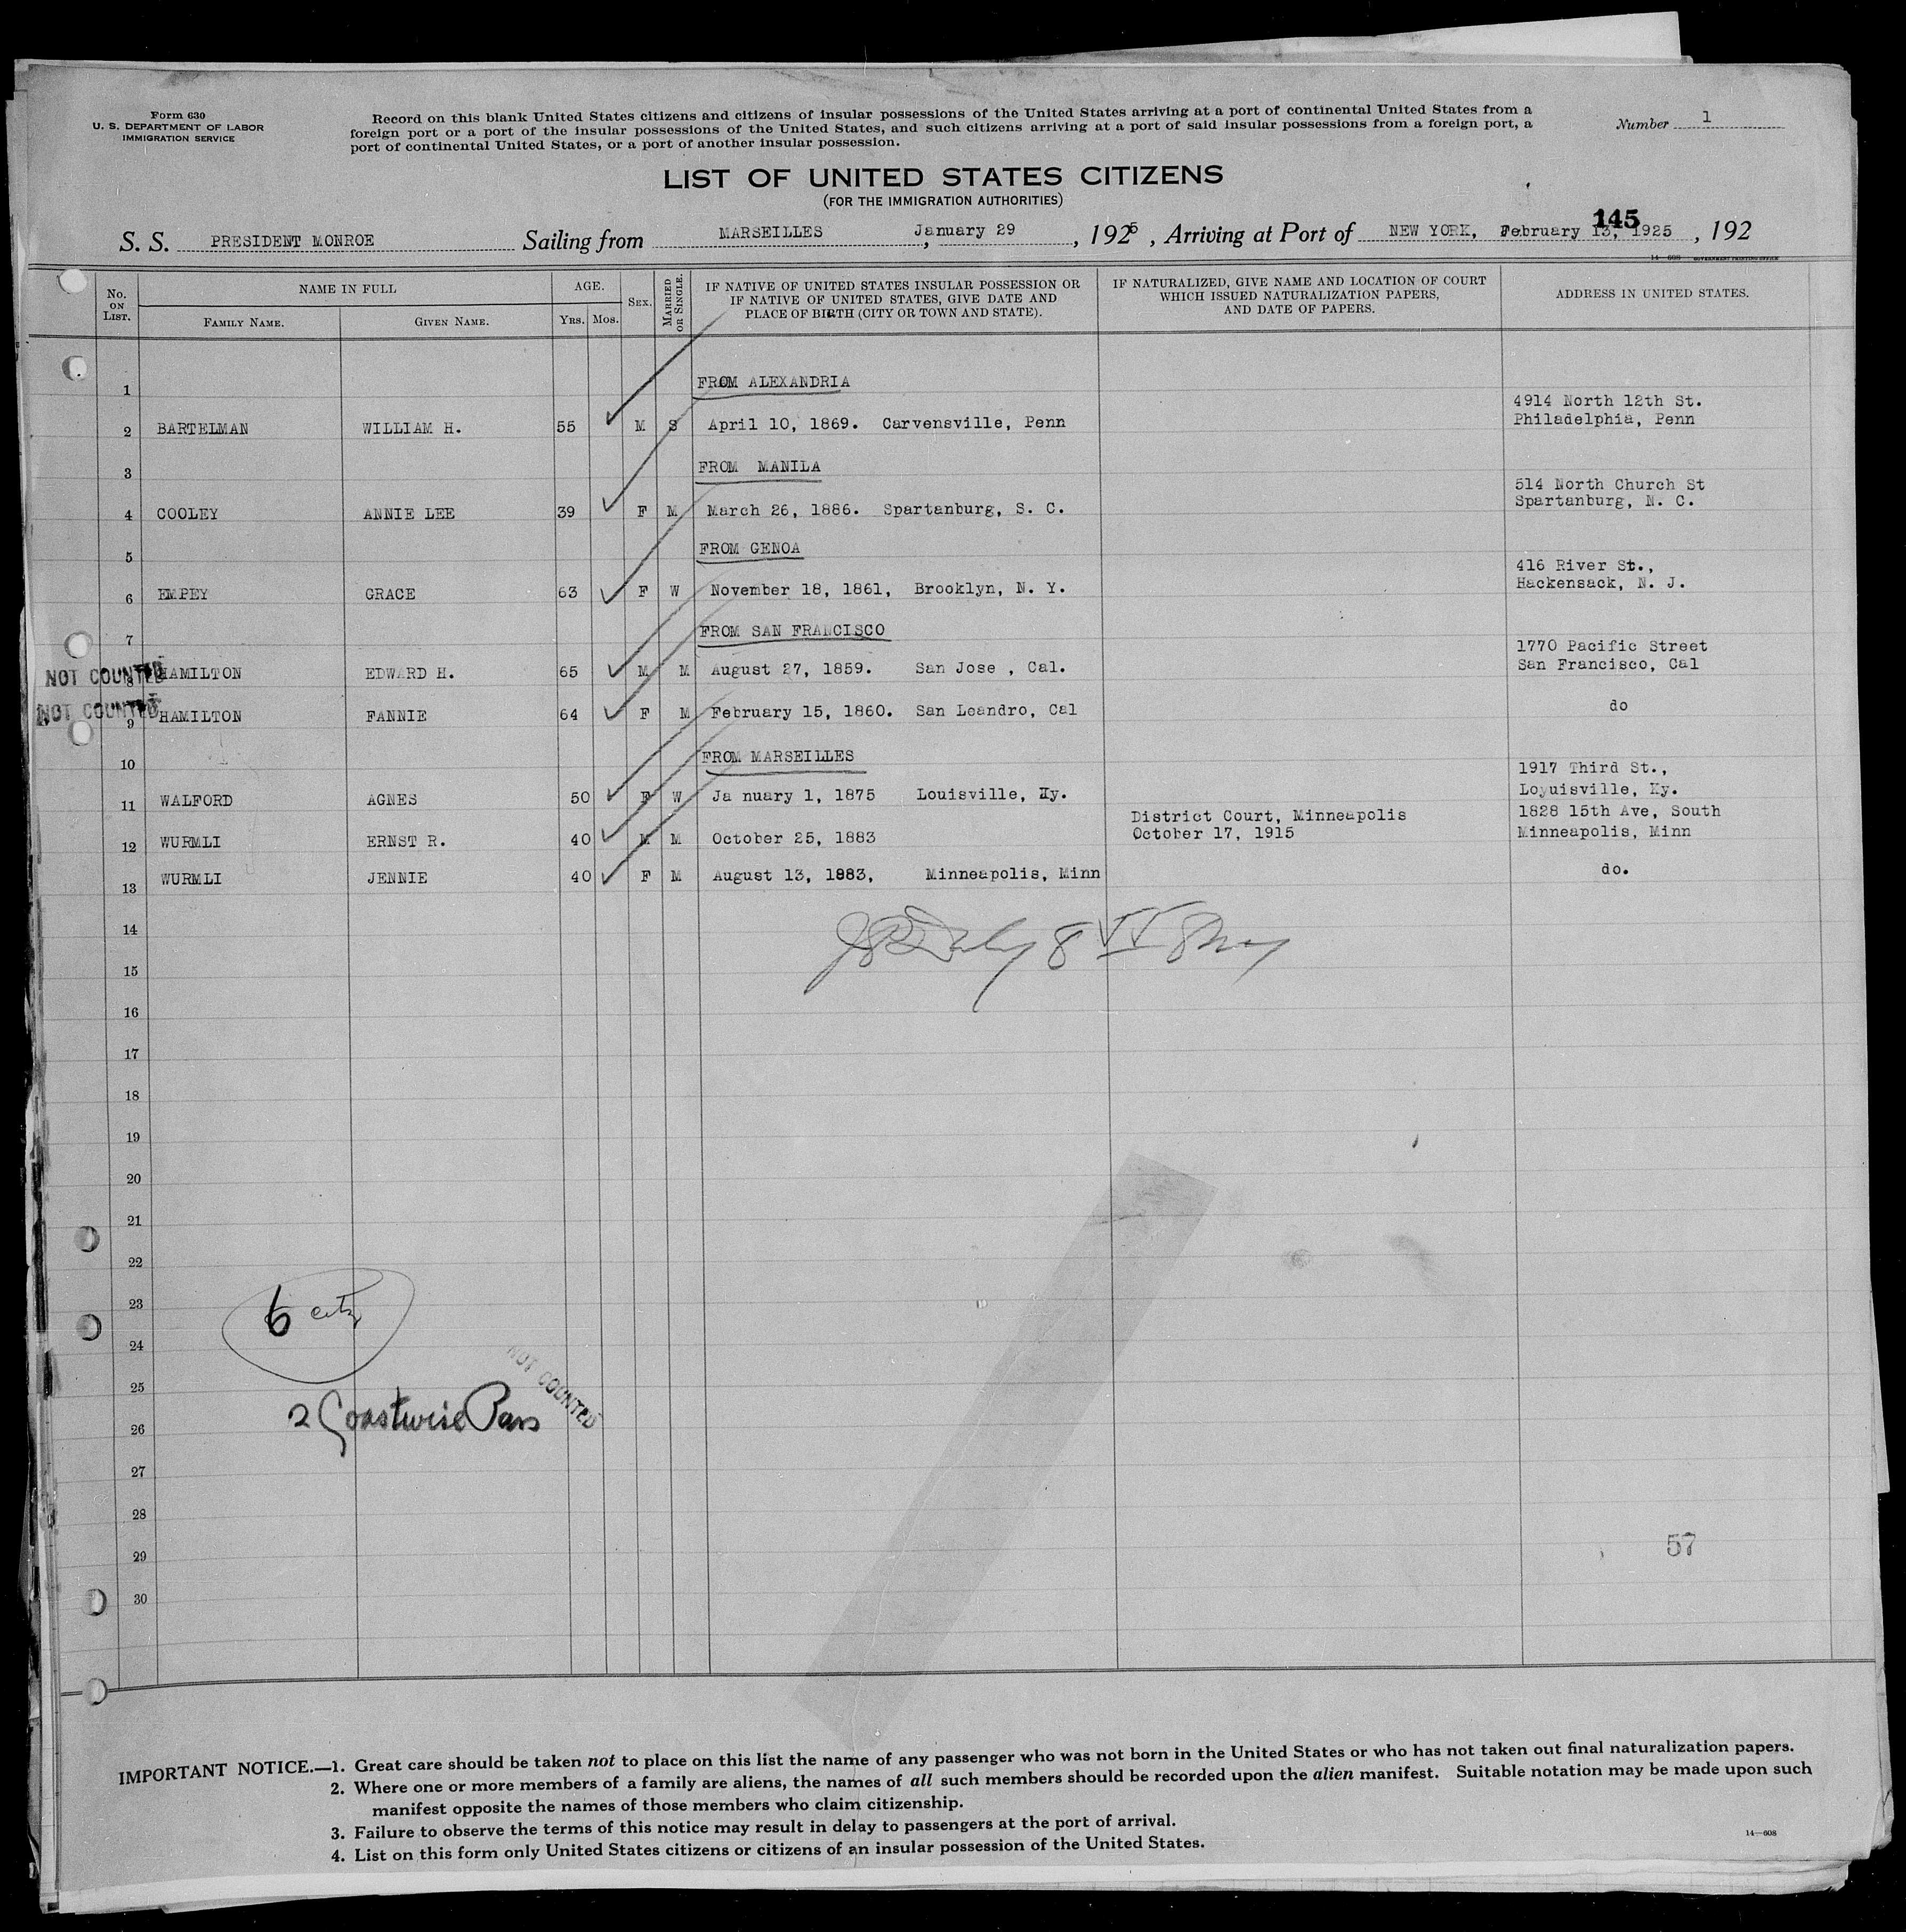 Form 630
U. S. DEPARTMENT OF LABOR
IMMIGRATION SERVICE
Record on this blank United States citizens and citizens of insular possessions of the United States arriving at a port of continental United States from a
foreign port or a port of the insular possessions of the United States, and such citizens arriving at a port of said insular possessions from a foreign port, a
port of continental United States, or a port of another insular possession.
Number 1
LIST OF UNITED STATES CITIZENS
(FOR THE IMMIGRATION AUTHORITIES)
145
S. S. PRESIDENT MONROE Sailing from MARSEILLES, January 29, 1925, Arriving at Port of NEW YORK, February 13, 1925, 192
14—608 GOVERNMENT PRINTING OFFICE
No. ON LIST. NAME IN FULL AGE. SEX. MARRIED OR SINGLE. IF NATIVE OF UNITED STATES INSULAR POSSESSION OR IF NATIVE OF UNITED STATES, GIVE DATE AND PLACE OF BIRTH (CITY OR TOWN AND STATE). IF NATURALIZED, GIVE NAME AND LOCATION OF COURT WHICH ISSUED NATURALIZATION PAPERS, AND DATE OF PAPERS. ADDRESS IN UNITED STATES.
FAMILY NAME. GIVEN NAME. YRS. MOS.
1 FROM ALEXANDRIA
4914 North 12th St.
2 BARTELMAN WILLIAM H. 55 M S April 10, 1869. Carvensville, Penn Philadelphia, Penn
3 FROM MANILA
514 North Church St
4 COOLEY ANNIE LEE 39 F M March 26, 1886. Spartanburg, S. C. Spartanburg, N. C.
5 FROM GENOA
416 River St.,
6 EMPEY GRACE 63 F W November 18, 1861, Brooklyn, N. Y. Hackensack, N. J.
7 FROM SAN FRANCISCO
1770 Pacific Street
NOT COUNTED 8 HAMILTON EDWARD H. 65 M M August 27, 1859. San Jose , Cal. San Francisco, Cal
NOT COUNTED 9 HAMILTON FANNIE 64 F M February 15, 1860. San Leandro, Cal do
10 FROM MARSEILLES
1917 Third St.,
11 WALFORD AGNES 50 F W Ja nuary 1, 1875 Louisville, Ky. Loyuisville, Ky.
District Court, Minneapolis 1828 15th Ave, South
12 WURMLI ERNST R. 40 M M October 25, 1883 October 17, 1915 Minneapolis, Minn
13 WURMLI JENNIE 40 F M August 13, 1883, Minneapolis, Minn do.
14
15
16
17
18
19
20
21
22
23
6 citz
24
25
NOT COUNTED
2 Coastwise Pass
26
27
28
29
57
30
IMPORTANT NOTICE.—1. Great care should be taken not to place on this list the name of any passenger who was not born in the United States or who has not taken out final naturalization papers.
2. Where one or more members of a family are aliens, the names of all such members should be recorded upon the alien manifest. Suitable notation may be made upon such
manifest opposite the names of those members who claim citizenship.
3. Failure to observe the terms of this notice may result in delay to passengers at the port of arrival.
4. List on this form only United States citizens or citizens of an insular possession of the United States.
14—608